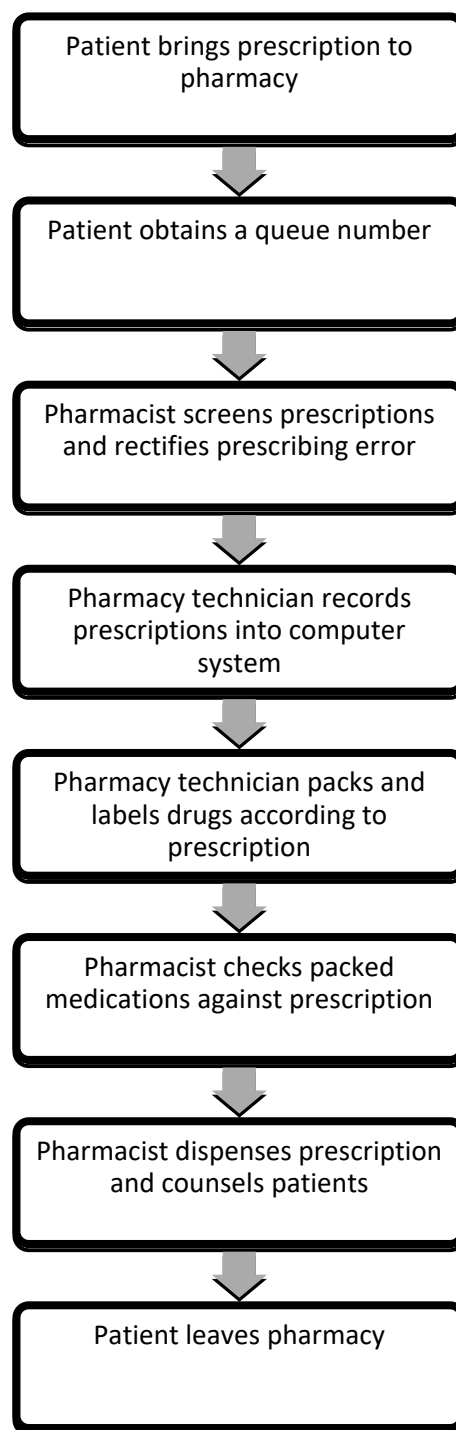 Patient brings prescription to
pharmacy
Patient obtains a queue number
Pharmacist screens prescriptions
and rectifies prescribing error
Pharmacy technician records
prescriptions into computer
system
Pharmacy technician packs and
labels drugs according to
prescription
Pharmacist checks packed
medications against prescription
Pharmacist dispenses prescription
and counsels patients
Patient leaves pharmacy